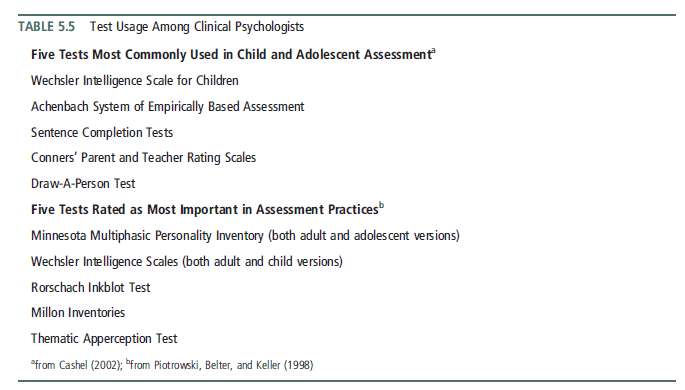 TABLE 5.5 Test Usage Among Clinical Psychologists
Five Tests Most Commonly Used in Child and Adolescent Assessmentᵃ
Wechsler Intelligence Scale for Children
Achenbach System of Empirically Based Assessment
Sentence Completion Tests
Conners’ Parent and Teacher Rating Scales
Draw-A-Person Test
Five Tests Rated as Most Important in Assessment Practicesᵇ
Minnesota Multiphasic Personality Inventory (both adult and adolescent versions)
Wechsler Intelligence Scales (both adult and child versions)
Rorschach Inkblot Test
Millon Inventories
Thematic Apperception Test
ᵃfrom Cashel (2002); ᵇfrom Piotrowski, Belter, and Keller (1998)